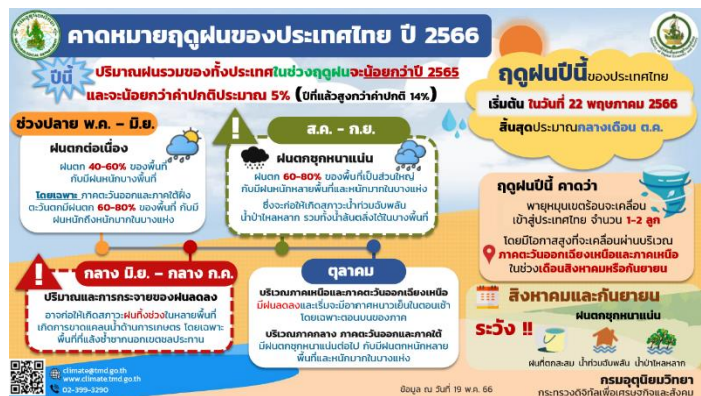 คาดหมายฤดูฝนของประเทศไทย ปี 2566
ปีนี้
ปริมาณฝนรวมของทั้งประเทศในช่วงฤดูฝนจะน้อยกว่าปี 2565
และจะน้อยกว่าค่าปกติประมาณ 5% (ปีที่แล้วสูงกว่าค่าปกติ 14%)
ฤดูฝนปีนี้ของประเทศไทย
เริ่มต้น ในวันที่ 22 พฤษภาคม 2566
สิ้นสุดประมาณกลางเดือน ต.ค.
ช่วงปลาย พ.ค. – มิ.ย.
ฝนตกต่อเนื่อง
ฝนตก 40-60% ของพื้นที่
กับมีฝนหนักบางพื้นที่
โดยเฉพาะ ภาคตะวันออกและภาคใต้ฝั่ง
ตะวันตกมีฝนตก 60-80% ของพื้นที่ กับมี
ฝนหนักถึงหนักมากในบางแห่ง
ส.ค. - ก.ย.
ฝนตกชุกหนาแน่น
ฝนตก 60-80% ของพื้นที่เป็นส่วนใหญ่
กับมีฝนหนักหลายพื้นที่และหนักมากในบางแห่ง
ซึ่งจะก่อให้เกิดสภาวะน้ำท่วมฉับพลัน
น้ำป่าไหลหลาก รวมทั้งน้ำล้นตลิ่งได้ในบางพื้นที่
ฤดูฝนปีนี้ คาดว่า
พายุหมุนเขตร้อนจะเคลื่อน
เข้าสู่ประเทศไทย จำนวน 1-2 ลูก
โดยมีโอกาสสูงที่จะเคลื่อนผ่านบริเวณ
ภาคตะวันออกเฉียงเหนือและภาคเหนือ
ในช่วงเดือนสิงหาคมหรือกันยายน
กลาง มิ.ย. – กลาง ก.ค.
ปริมาณและการกระจายของฝนลดลง
อาจก่อให้เกิดสภาวะฝนทิ้งช่วงในหลายพื้นที่
เกิดการขาดแคลนน้ำด้านการเกษตร โดยเฉพาะ
พื้นที่ที่แล้งซ้ำซากนอกเขตชลประทาน
ตุลาคม
บริเวณภาคเหนือและภาคตะวันออกเฉียงเหนือ
มีฝนลดลงและเริ่มจะมีอากาศหนาวเย็นในตอนเช้า
โดยเฉพาะตอนบนของภาค
บริเวณภาคกลาง ภาคตะวันออกและภาคใต้
มีฝนตกชุกหนาแน่นต่อไป กับมีฝนตกหนักหลาย
พื้นที่และหนักมากในบางแห่ง
สิงหาคมและกันยายน
ระวัง !!
ฝนตกชุกหนาแน่น
ฝนที่ตกสะสม น้ำท่วมฉับพลัน น้ำป่าไหลหลาก
climate@tmd.go.th
www.climate.tmd.go.th
02-399-3290
ข้อมูล ณ วันที่ 19 พ.ค. 66
กรมอุตุนิยมวิทยา
กระทรวงดิจิทัลเพื่อเศรษฐกิจและสังคม